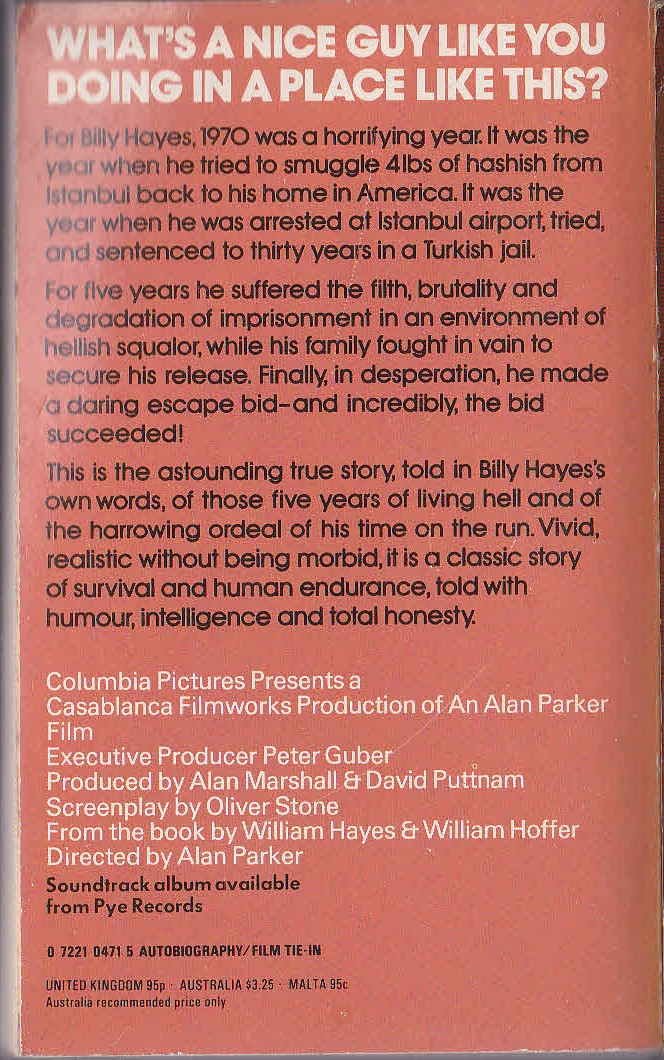 WHAT'S A NICE GUY LIKE YOU
DOING IN A PLACE LIKE THIS?
For Billy Hayes, 1970 was a horrifying year. It was the
year when he tried to smuggle 4lbs of hashish from
Istanbul back to his home in America. It was the
year when he was arrested at Istanbul airport, tried,
and sentenced to thirty years in a Turkish jail.
For five years he suffered the filth, brutality and
degradation of imprisonment in an environment of
hellish squalor, while his family fought in vain to
secure his release. Finally, in desperation, he made
a daring escape bid–and incredibly, the bid
succeeded!
This is the astounding true story, told in Billy Hayes's
own words, of those five years of living hell and of
the harrowing ordeal of his time on the run. Vivid,
realistic without being morbid, it is a classic story
of survival and human endurance, told with
humour, intelligence and total honesty.
Columbia Pictures Presents a
Casablanca Filmworks Production of An Alan Parker
Film
Executive Producer Peter Guber
Produced by Alan Marshall & David Puttnam
Screenplay by Oliver Stone
From the book by William Hayes & William Hoffer
Directed by Alan Parker
Soundtrack album available
from Pye Records
0 7221 0471 5 AUTOBIOGRAPHY/FILM TIE-IN
UNITED KINGDOM 95p · AUSTRALIA $3.25 · MALTA 95c
Australia recommended price only